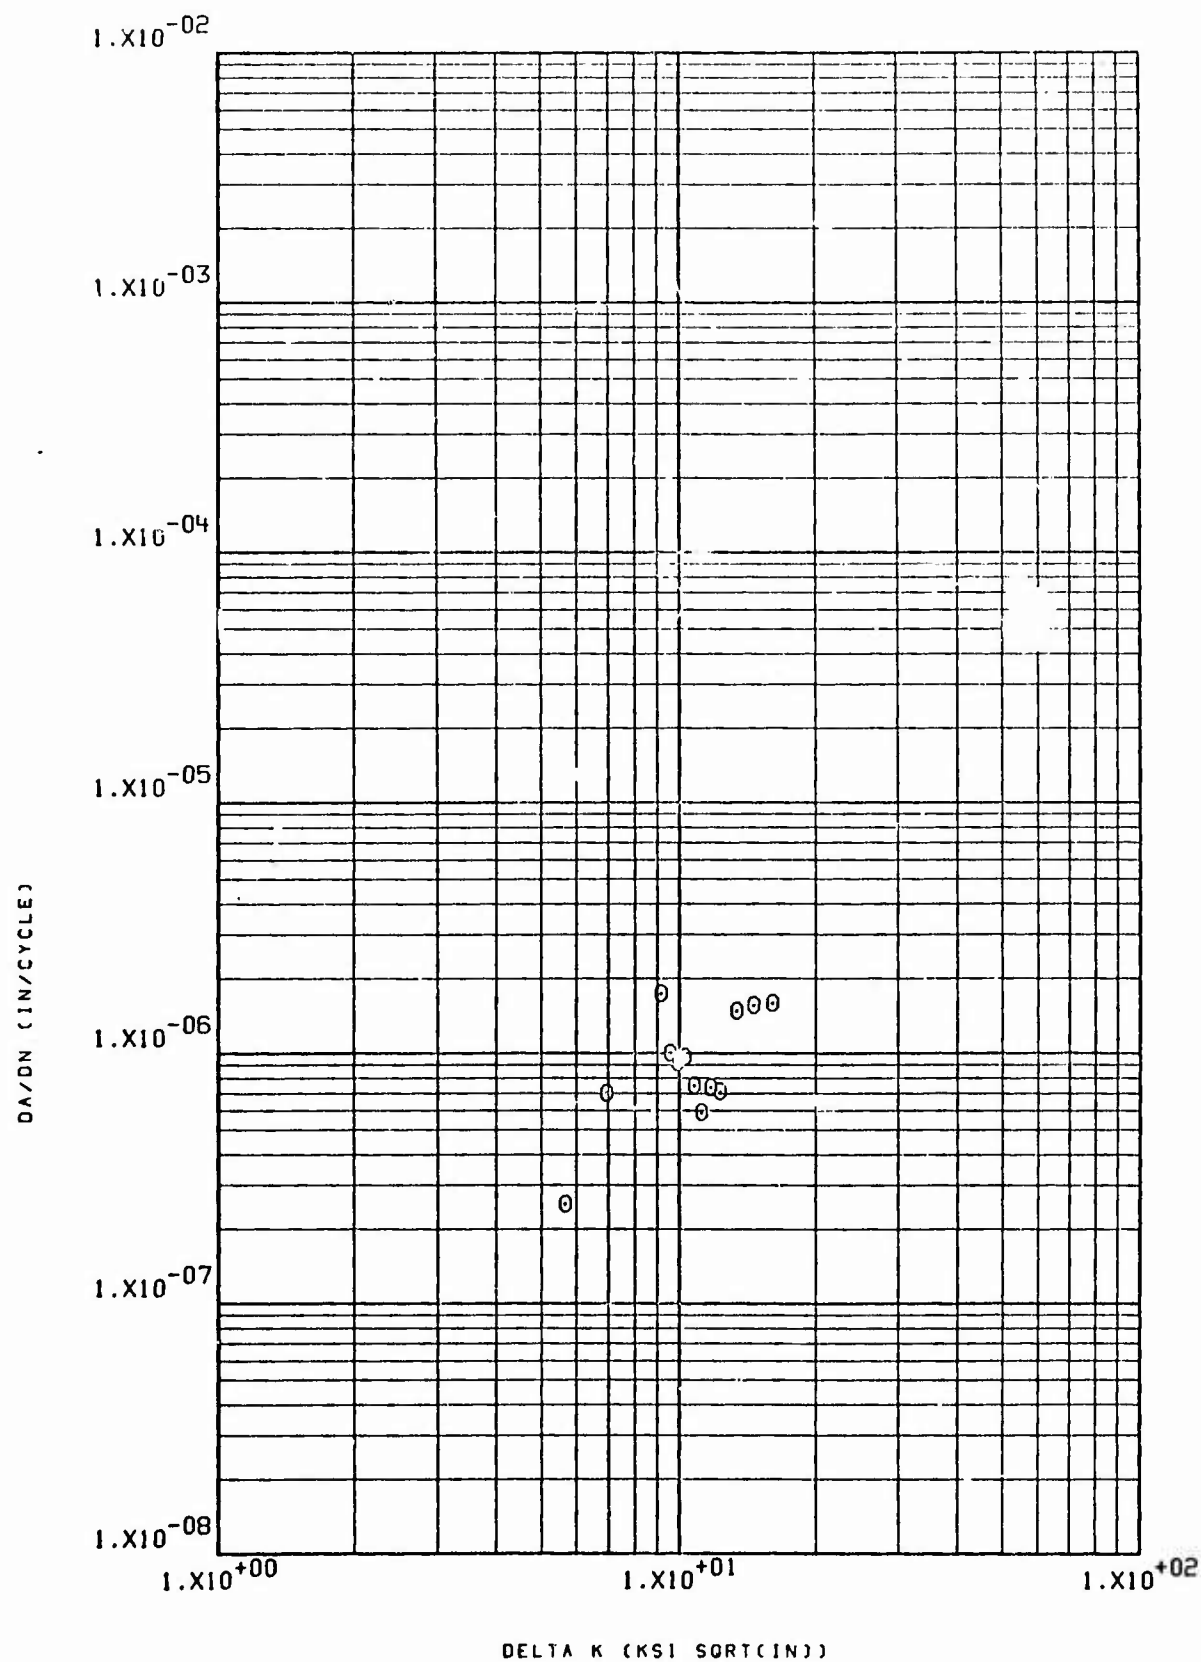 1.X10^-02
1.X10^-03
1.X10^-04
1.X10^-05
1.X10^-06
1.X10^-07
1.X10^-08
DA/DN (IN/CYCLE)
1.X10^+00 1.X10^+01 1.X10^+02
DELTA K (KSI SQRT(IN))